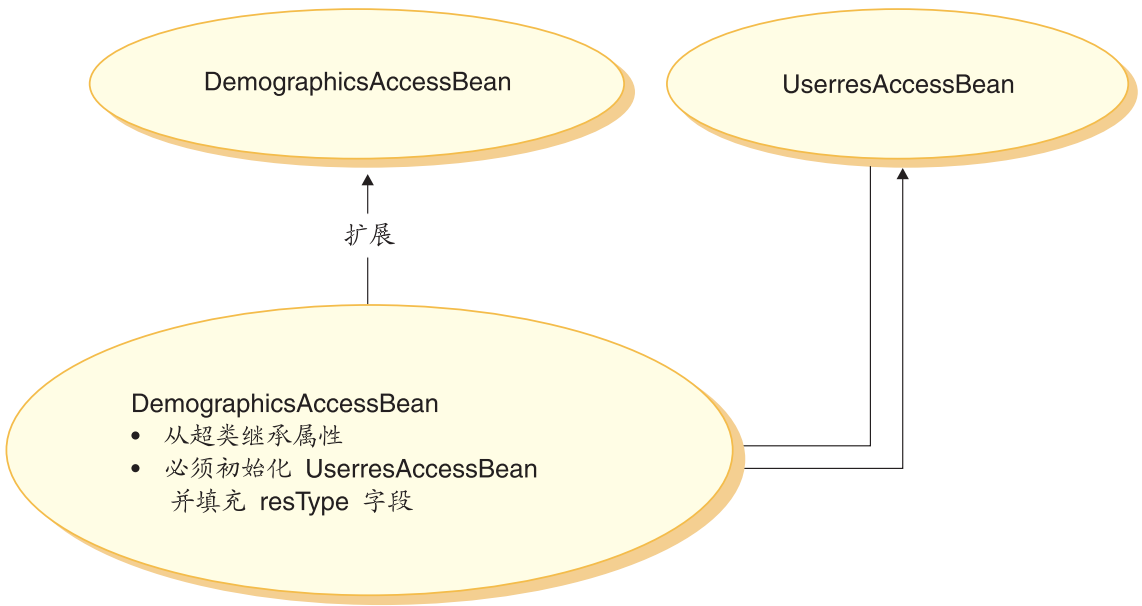 DemographicsAccessBean
UserresAccessBean
扩展
DemographicsAccessBean
• 从超类继承属性
• 必须初始化 UserresAccessBean
并填充 resType 字段